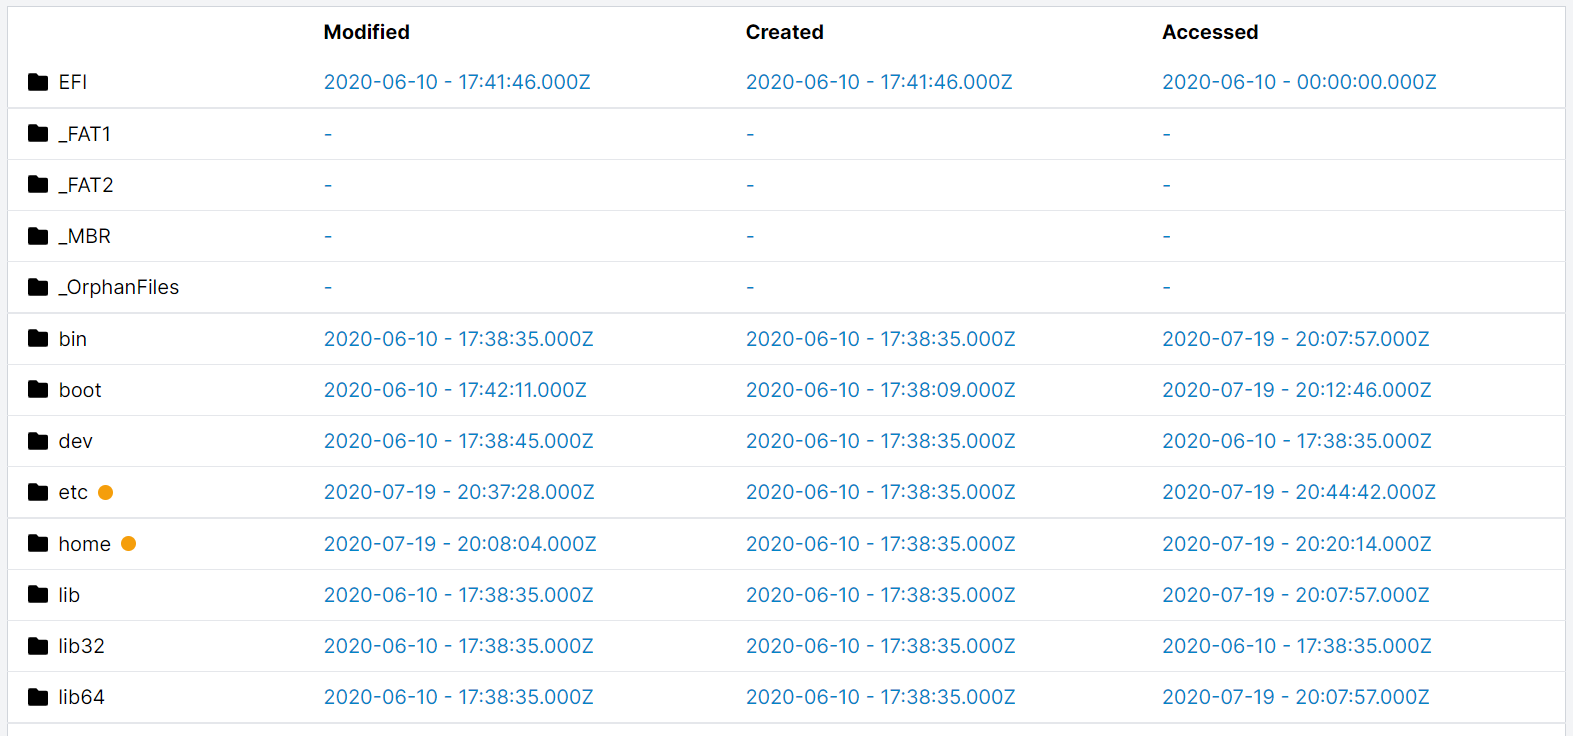 Modified Created Accessed
EFI 2020-06-10 - 17:41:46.000Z 2020-06-10 - 17:41:46.000Z 2020-06-10 - 00:00:00.000Z
_FAT1 - - -
_FAT2 - - -
_MBR - - -
_OrphanFiles - - -
bin 2020-06-10 - 17:38:35.000Z 2020-06-10 - 17:38:35.000Z 2020-07-19 - 20:07:57.000Z
boot 2020-06-10 - 17:42:11.000Z 2020-06-10 - 17:38:09.000Z 2020-07-19 - 20:12:46.000Z
dev 2020-06-10 - 17:38:45.000Z 2020-06-10 - 17:38:35.000Z 2020-06-10 - 17:38:35.000Z
etc 2020-07-19 - 20:37:28.000Z 2020-06-10 - 17:38:35.000Z 2020-07-19 - 20:44:42.000Z
home 2020-07-19 - 20:08:04.000Z 2020-06-10 - 17:38:35.000Z 2020-07-19 - 20:20:14.000Z
lib 2020-06-10 - 17:38:35.000Z 2020-06-10 - 17:38:35.000Z 2020-07-19 - 20:07:57.000Z
lib32 2020-06-10 - 17:38:35.000Z 2020-06-10 - 17:38:35.000Z 2020-06-10 - 17:38:35.000Z
lib64 2020-06-10 - 17:38:35.000Z 2020-06-10 - 17:38:35.000Z 2020-07-19 - 20:07:57.000Z